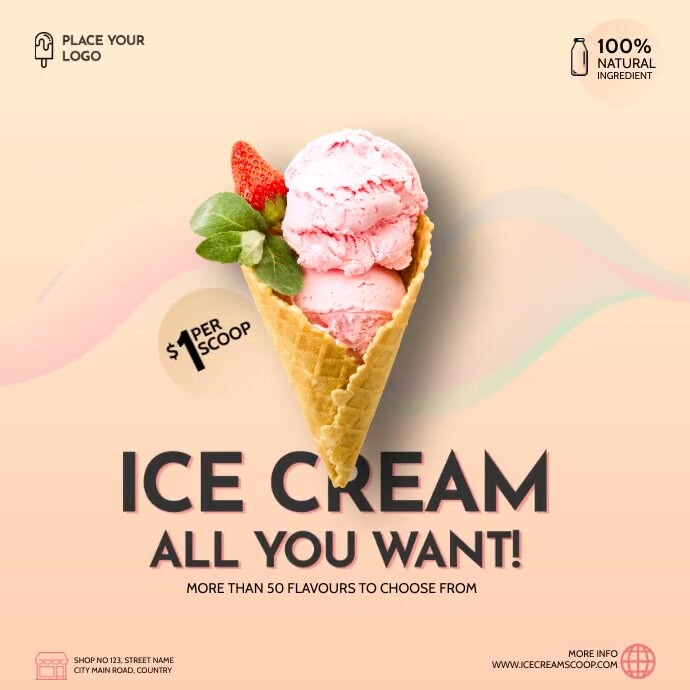 PLACE YOUR
LOGO
100%
NATURAL
INGREDIENT
$1 PER
SCOOP
ICE CREAM
ALL YOU WANT!
MORE THAN 50 FLAVOURS TO CHOOSE FROM
SHOP NO 123, STREET NAME
CITY MAIN ROAD, COUNTRY
MORE INFO
WWW.ICECREAMSCOOP.COM